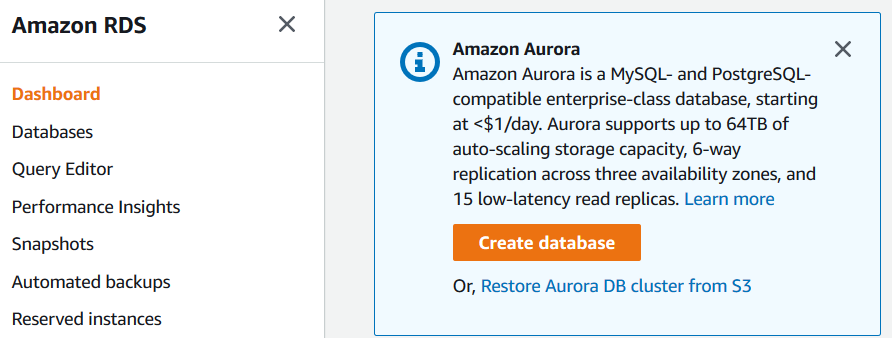 Amazon RDS
Dashboard
Databases
Query Editor
Performance Insights
Snapshots
Automated backups
Reserved instances
Amazon Aurora
Amazon Aurora is a MySQL- and PostgreSQL-
compatible enterprise-class database, starting
at <$1/day. Aurora supports up to 64TB of
auto-scaling storage capacity, 6-way
replication across three availability zones, and
15 low-latency read replicas. Learn more
Create database
Or, Restore Aurora DB cluster from S3